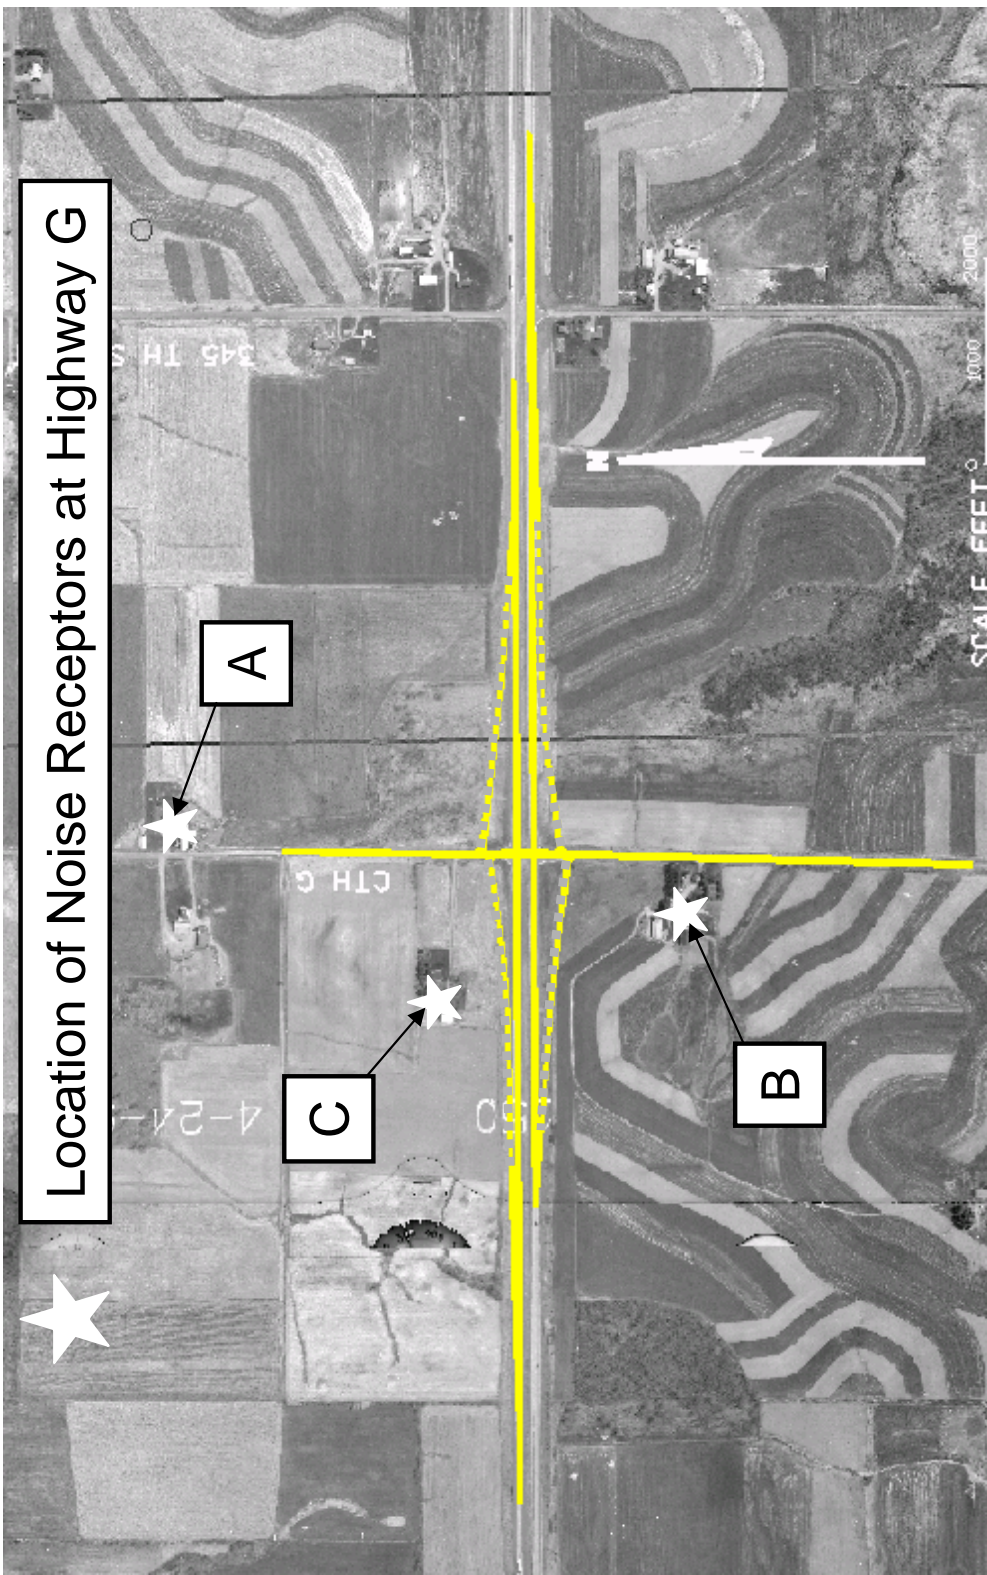 Location of Noise Receptors at Highway G
A
C
B
N
345 TH S
CTH G
SCALE FEET
0
1000
2000